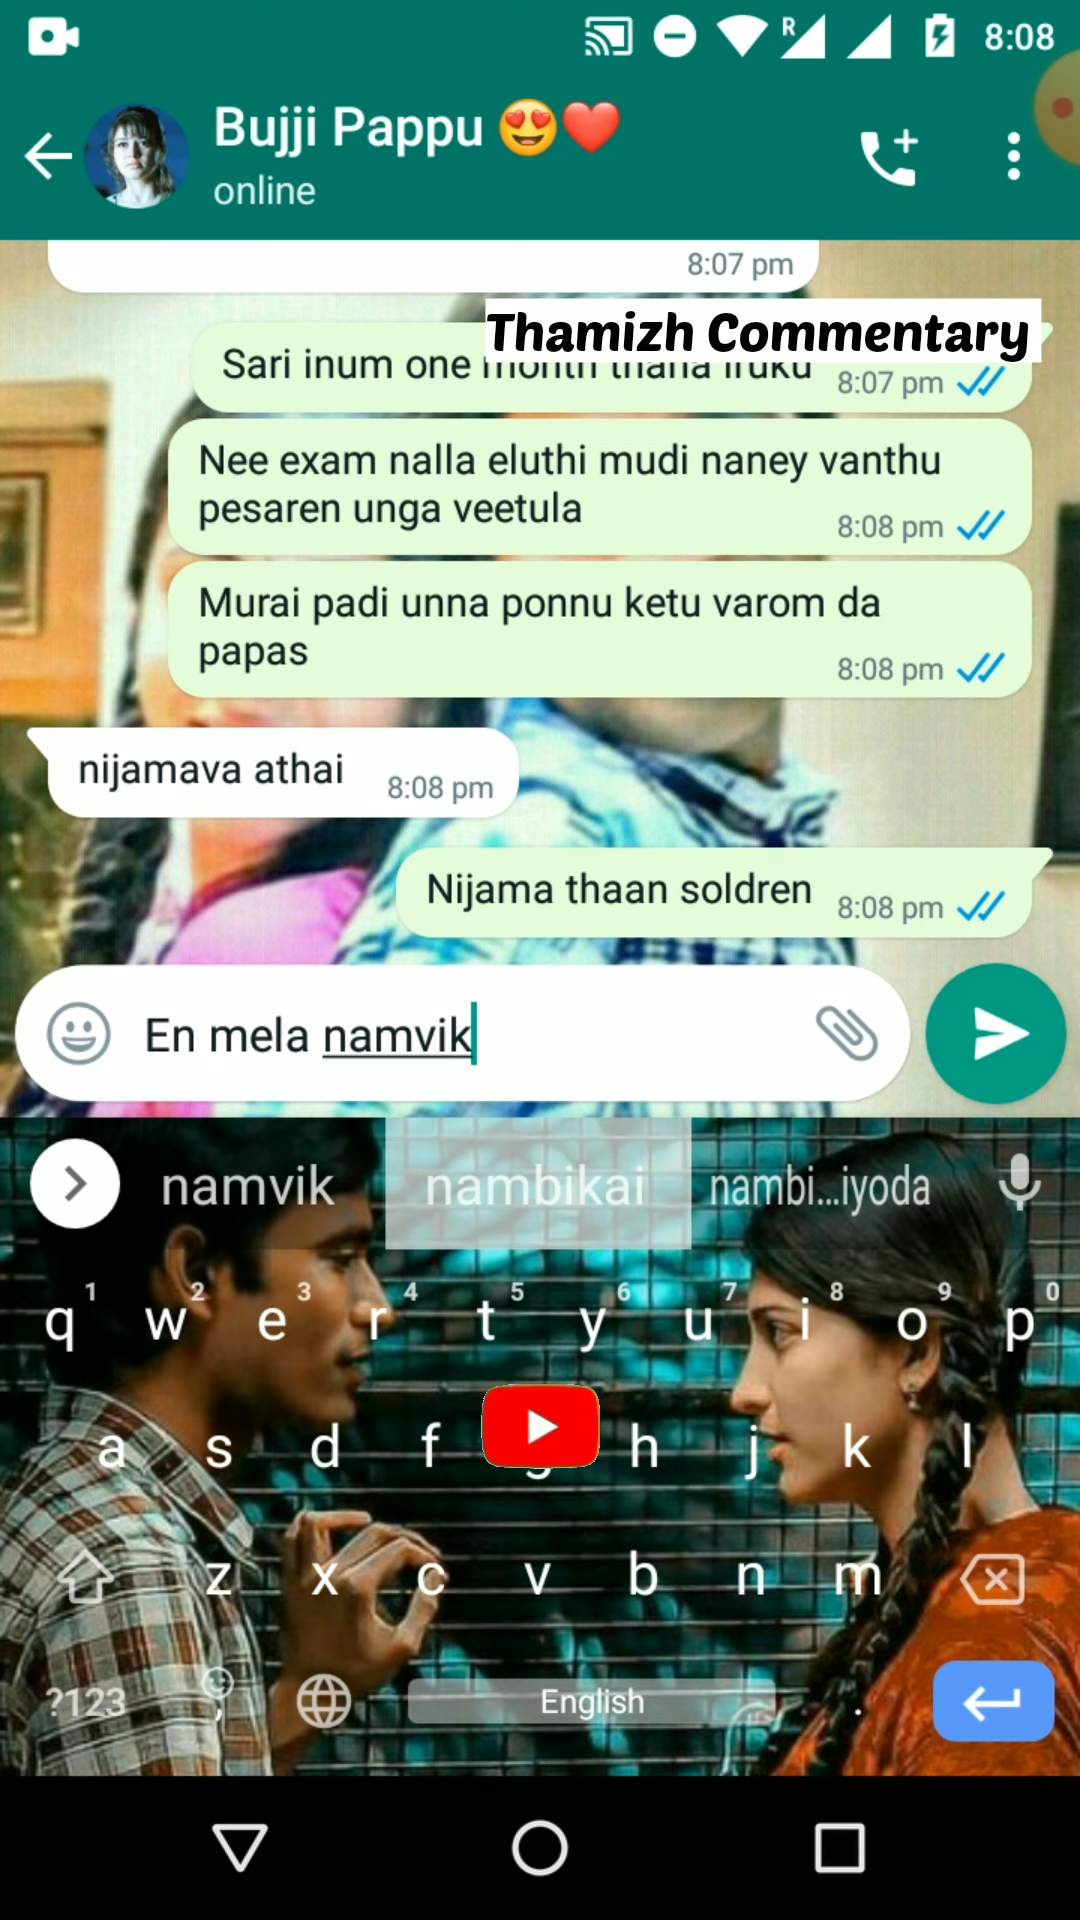 8:08
R
Bujji Pappu 😍❤️
online
8:07 pm
Thamizh Commentary
Sari inum one month thana iruku
8:07 pm
Nee exam nalla eluthi mudi naney vanthu
pesaren unga veetula
8:08 pm
Murai padi unna ponnu ketu varom da
papas
8:08 pm
nijamava athai
8:08 pm
Nijama thaan soldren
8:08 pm
En mela namvik
namvik nambikai nambi...iyoda
1 2 3 4 5 6 7 8 9 0
q w e r t y u i o p
a s d f g h j k l
z x c v b n m
?123 , English .